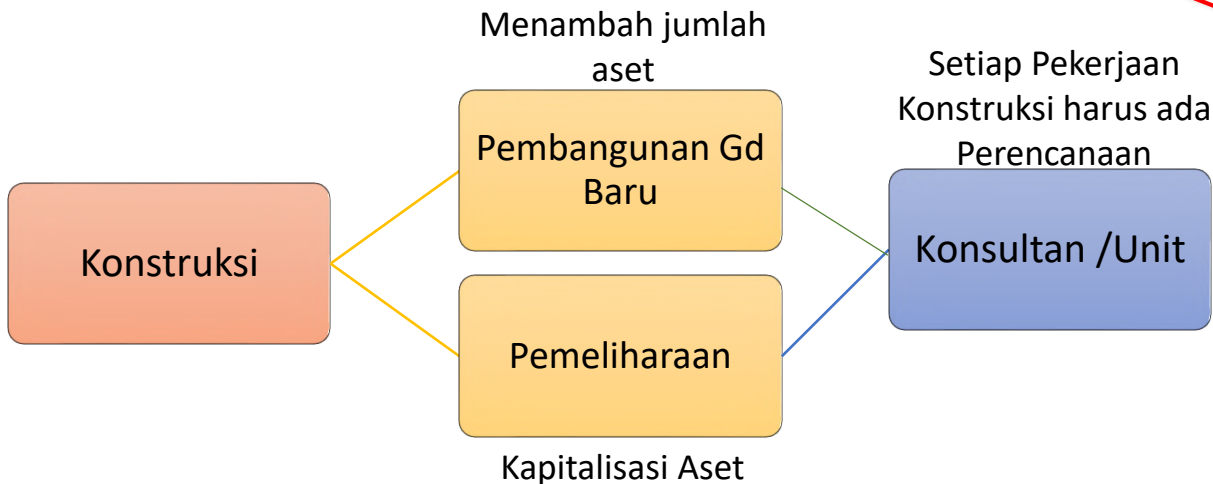 Menambah jumlah
aset
Setiap Pekerjaan
Konstruksi harus ada
Perencanaan
Pembangunan Gd
Baru
Konstruksi
Konsultan /Unit
Pemeliharaan
Kapitalisasi Aset